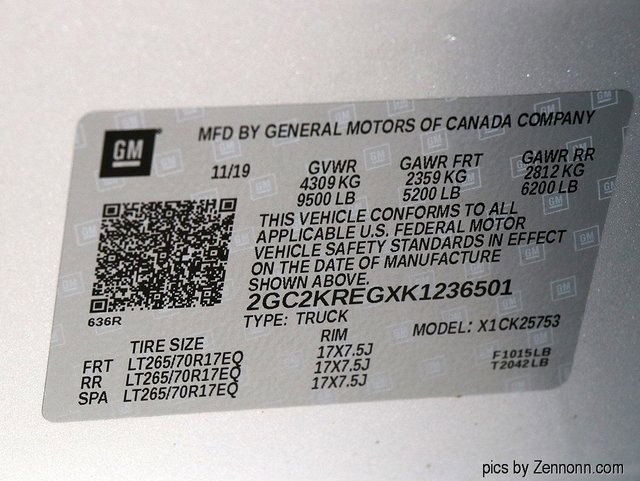 GM
MFD BY GENERAL MOTORS OF CANADA COMPANY
11/19
GVWR
4309 KG
9500 LB
GAWR FRT
2359 KG
5200 LB
GAWR RR
2812 KG
6200 LB
THIS VEHICLE CONFORMS TO ALL
APPLICABLE U.S. FEDERAL MOTOR
VEHICLE SAFETY STANDARDS IN EFFECT
ON THE DATE OF MANUFACTURE
SHOWN ABOVE.
636R
2GC2KREGXK1236501
TYPE: TRUCK
MODEL: X1CK25753
TIRE SIZE
RIM
FRT LT265/70R17EQ 17X7.5J
RR LT265/70R17EQ 17X7.5J
SPA LT265/70R17EQ 17X7.5J
F1015LB
T2042LB
pics by Zennonn.com